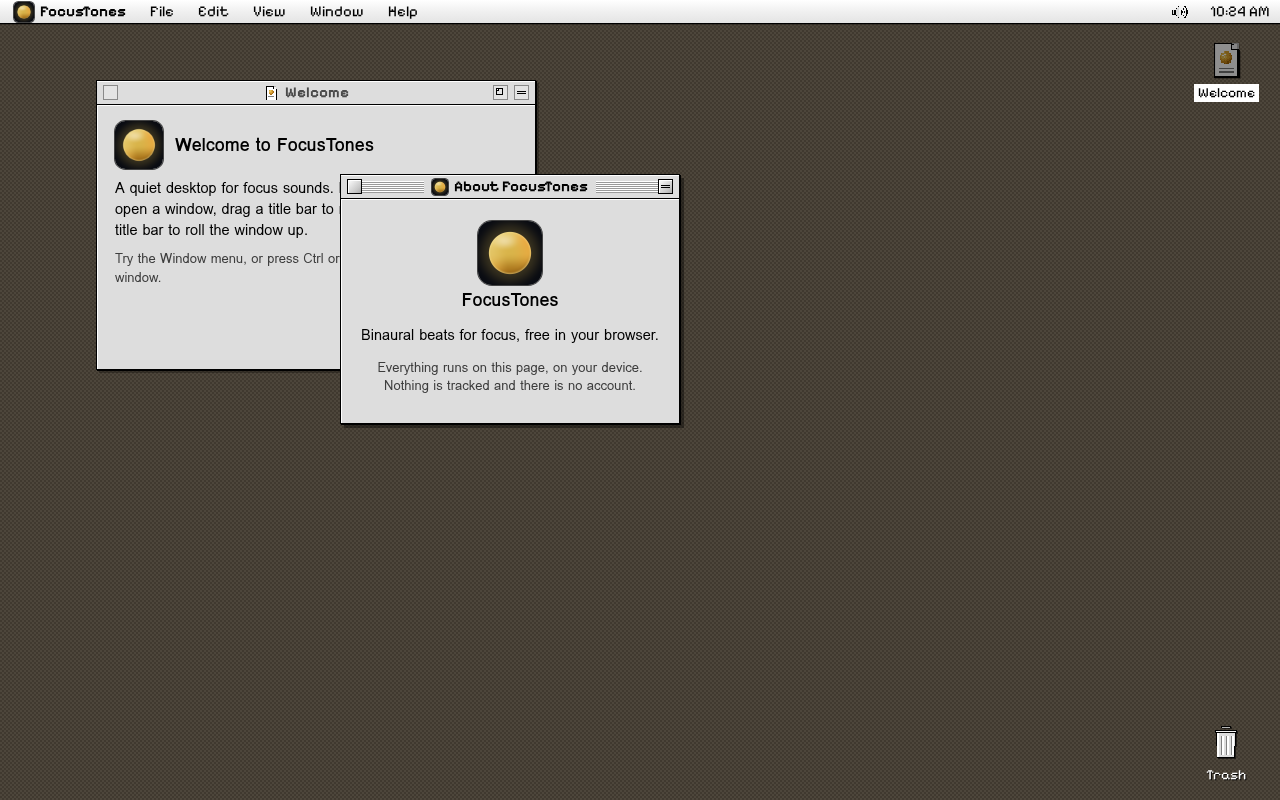 FocusTones File Edit View Window Help 10:24 AM
Welcome
Welcome
Welcome to FocusTones
A quiet desktop for focus sounds.
open a window, drag a title bar to
title bar to roll the window up.
Try the Window menu, or press Ctrl or
window.
About FocusTones
FocusTones
Binaural beats for focus, free in your browser.
Everything runs on this page, on your device.
Nothing is tracked and there is no account.
Trash